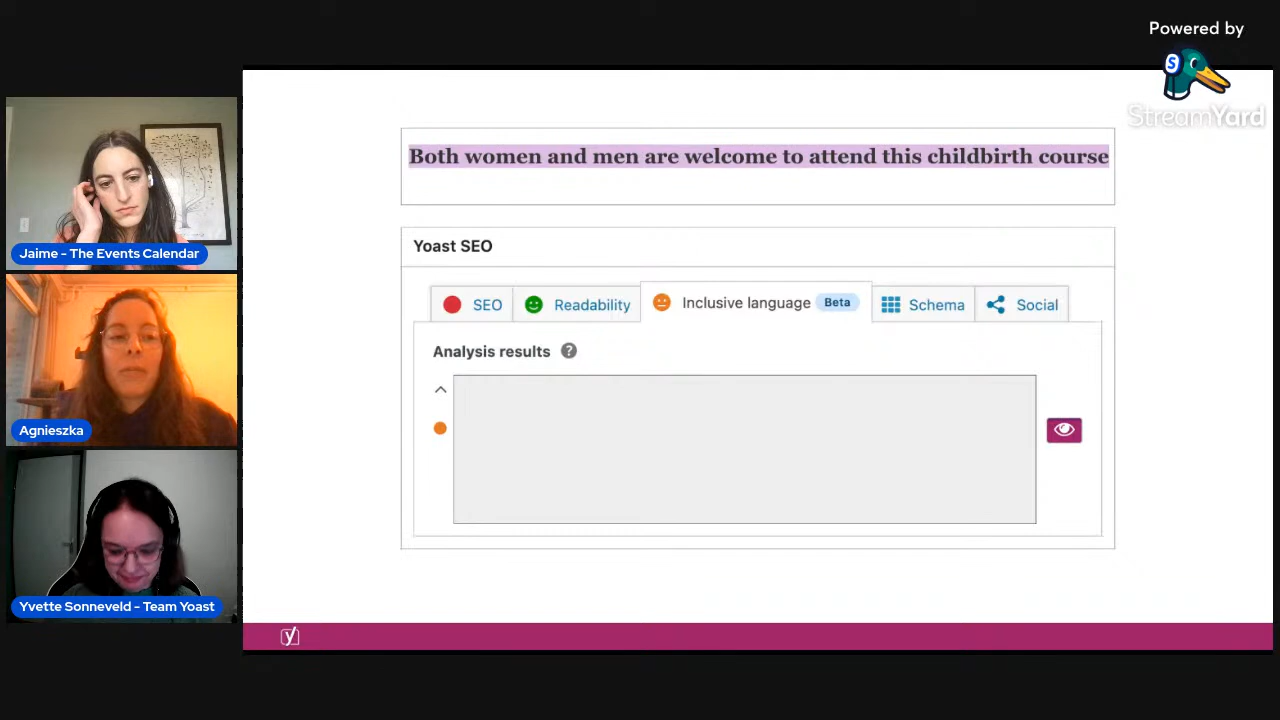 Powered by
StreamYard
Both women and men are welcome to attend this childbirth course
Yoast SEO
SEO
Readability
Inclusive language
Beta
Schema
Social
Analysis results
?
Jaime - The Events Calendar
Agnieszka
Yvette Sonneveld - Team Yoast
y